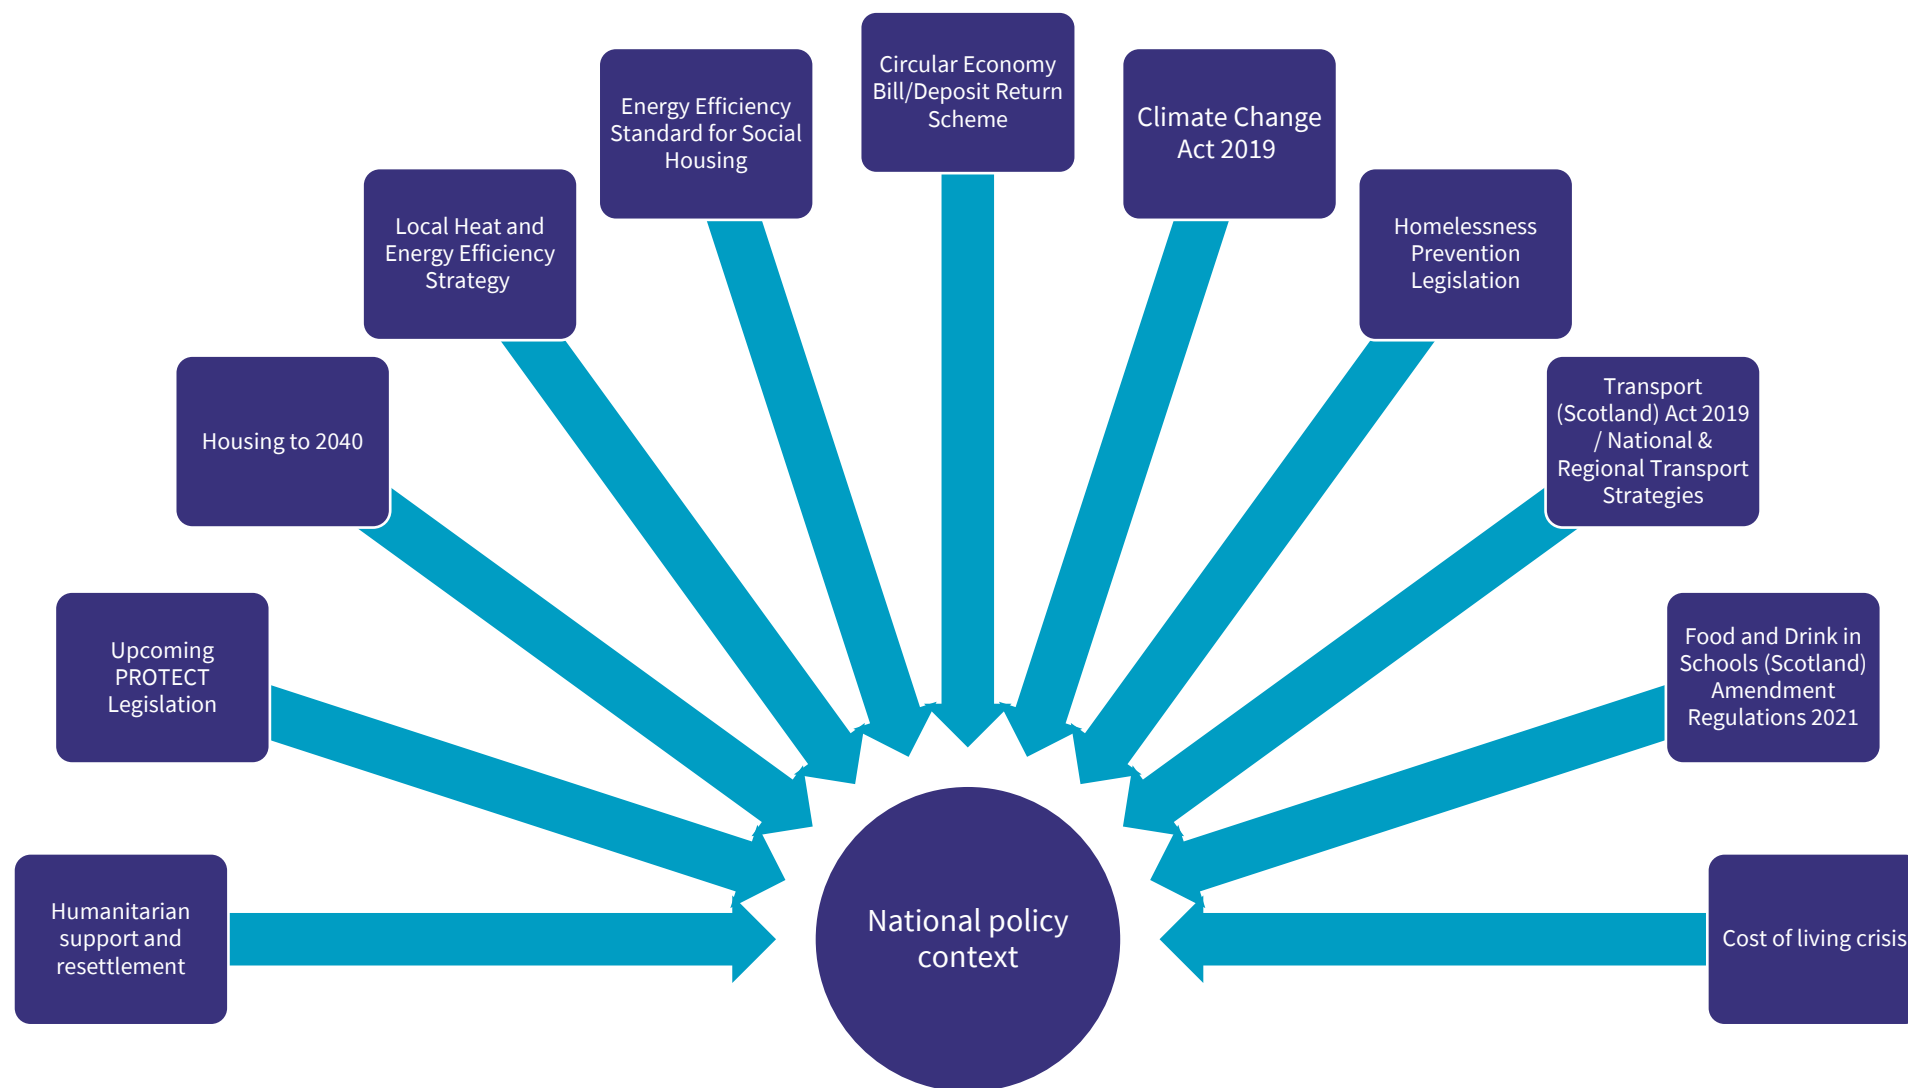 Humanitarian
support and
resettlement
Upcoming
PROTECT
Legislation
Housing to 2040
Local Heat and
Energy Efficiency
Strategy
Energy Efficiency
Standard for Social
Housing
Circular Economy
Bill/Deposit Return
Scheme
Climate Change
Act 2019
Homelessness
Prevention
Legislation
Transport
(Scotland) Act 2019
/ National &
Regional Transport
Strategies
Food and Drink in
Schools (Scotland)
Amendment
Regulations 2021
Cost of living crisis
National policy
context